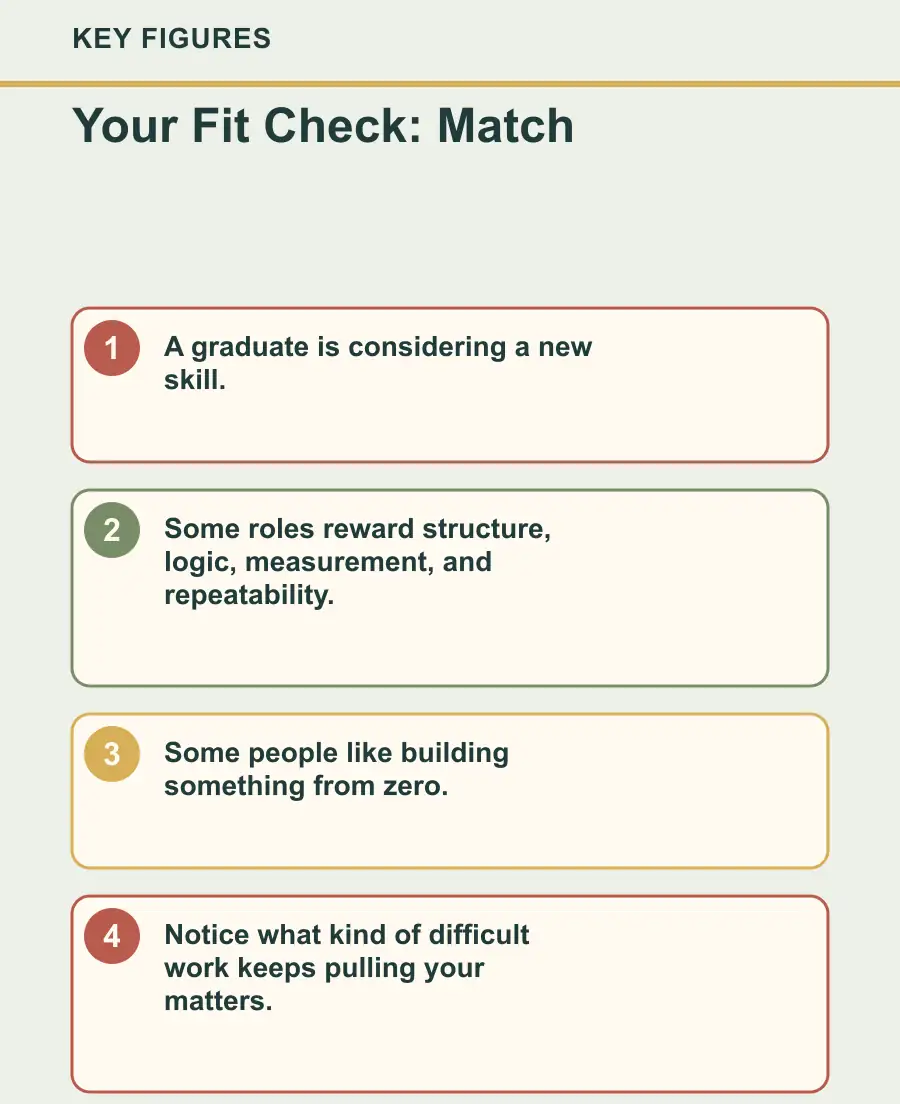 KEY FIGURES
Your Fit Check: Match
1
A graduate is considering a new
skill.
2
Some roles reward structure,
logic, measurement, and
repeatability.
3
Some people like building
something from zero.
4
Notice what kind of difficult
work keeps pulling your
matters.